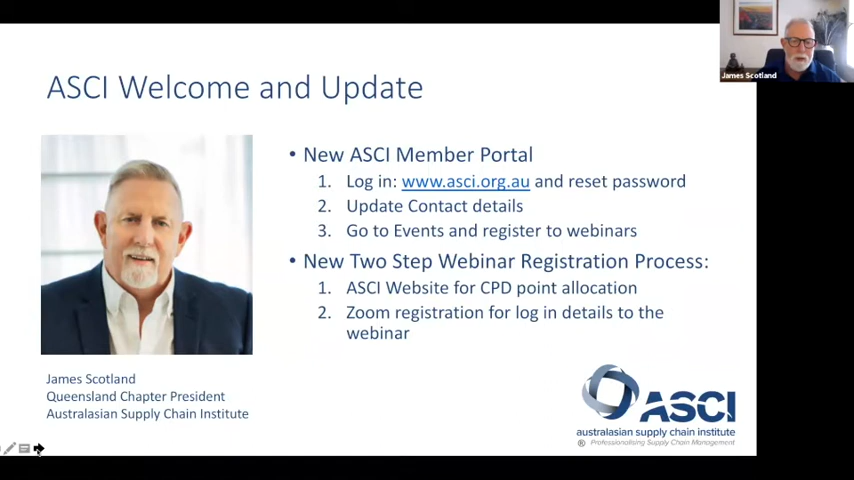 James Scotland
ASCI Welcome and Update
• New ASCI Member Portal
1. Log in: www.asci.org.au and reset password
2. Update Contact details
3. Go to Events and register to webinars
• New Two Step Webinar Registration Process:
1. ASCI Website for CPD point allocation
2. Zoom registration for log in details to the
webinar
James Scotland
Queensland Chapter President
Australasian Supply Chain Institute
ASCI
australasian supply chain institute
® Professionalising Supply Chain Management